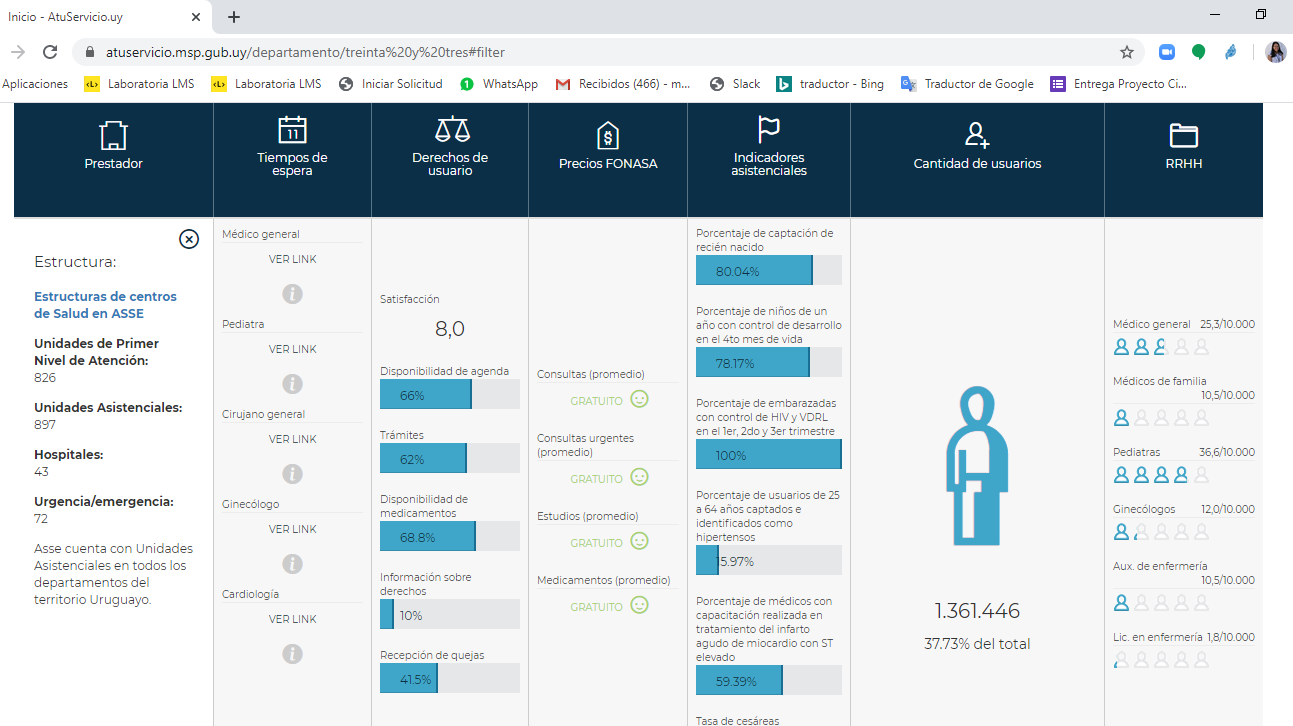 Inicio - AtuServicio.uy
atuservicio.msp.gub.uy/departamento/treinta%20y%20tres#filter
Aplicaciones
Laboratoria LMS
Laboratoria LMS
Iniciar Solicitud
WhatsApp
Recibidos (466) - m...
Slack
traductor - Bing
Traductor de Google
Entrega Proyecto Ci...
Prestador
11
Tiempos de
espera
Derechos de
usuario
Precios FONASA
Indicadores
asistenciales
Cantidad de usuarios
RRHH
Estructura:
Estructuras de centros
de Salud en ASSE
Unidades de Primer
Nivel de Atención:
826
Unidades Asistenciales:
897
Hospitales:
43
Urgencia/emergencia:
72
Asse cuenta con Unidades
Asistenciales en todos los
departamentos del
territorio Uruguayo.
Médico general
VER LINK
Pediatra
VER LINK
Cirujano general
VER LINK
Ginecólogo
VER LINK
Cardiología
VER LINK
Satisfacción
8,0
Disponibilidad de agenda
66%
Trámites
62%
Disponibilidad de
medicamentos
68.8%
Información sobre
derechos
10%
Recepción de quejas
41.5%
Consultas (promedio)
GRATUITO
Consultas urgentes
(promedio)
GRATUITO
Estudios (promedio)
GRATUITO
Medicamentos (promedio)
GRATUITO
Porcentaje de captación de
recién nacido
80.04%
Porcentaje de niños de un
año con control de desarrollo
en el 4to mes de vida
78.17%
Porcentaje de embarazadas
con control de HIV y VDRL
en el 1er, 2do y 3er trimestre
100%
Porcentaje de usuarios de 25
a 64 años captados e
identificados como
hipertensos
15.97%
Porcentaje de médicos con
capacitación realizada en
tratamiento del infarto
agudo de miocardio con ST
elevado
59.39%
Tasa de cesáreas
1.361.446
37.73% del total
Médico general 25,3/10.000
Médicos de familia
10,5/10.000
Pediatras 36,6/10.000
Ginecólogos 12,0/10.000
Aux. de enfermería
10,5/10.000
Lic. en enfermería 1,8/10.000